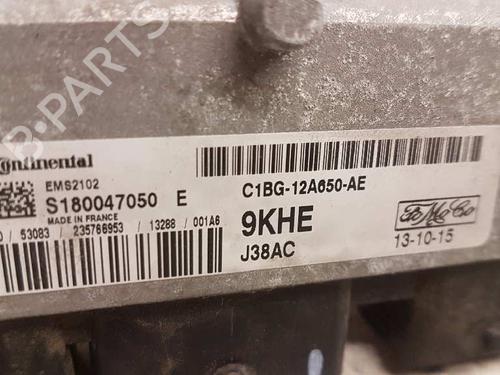 B-PARTS
Continental
EMS2102
S180047050 E
MADE IN FRANCE
/ 53083 / 235766953 / 13288 / 001A6
C1BG-12A650-AE
9KHE
J38AC
FoMoCo
13-10-15